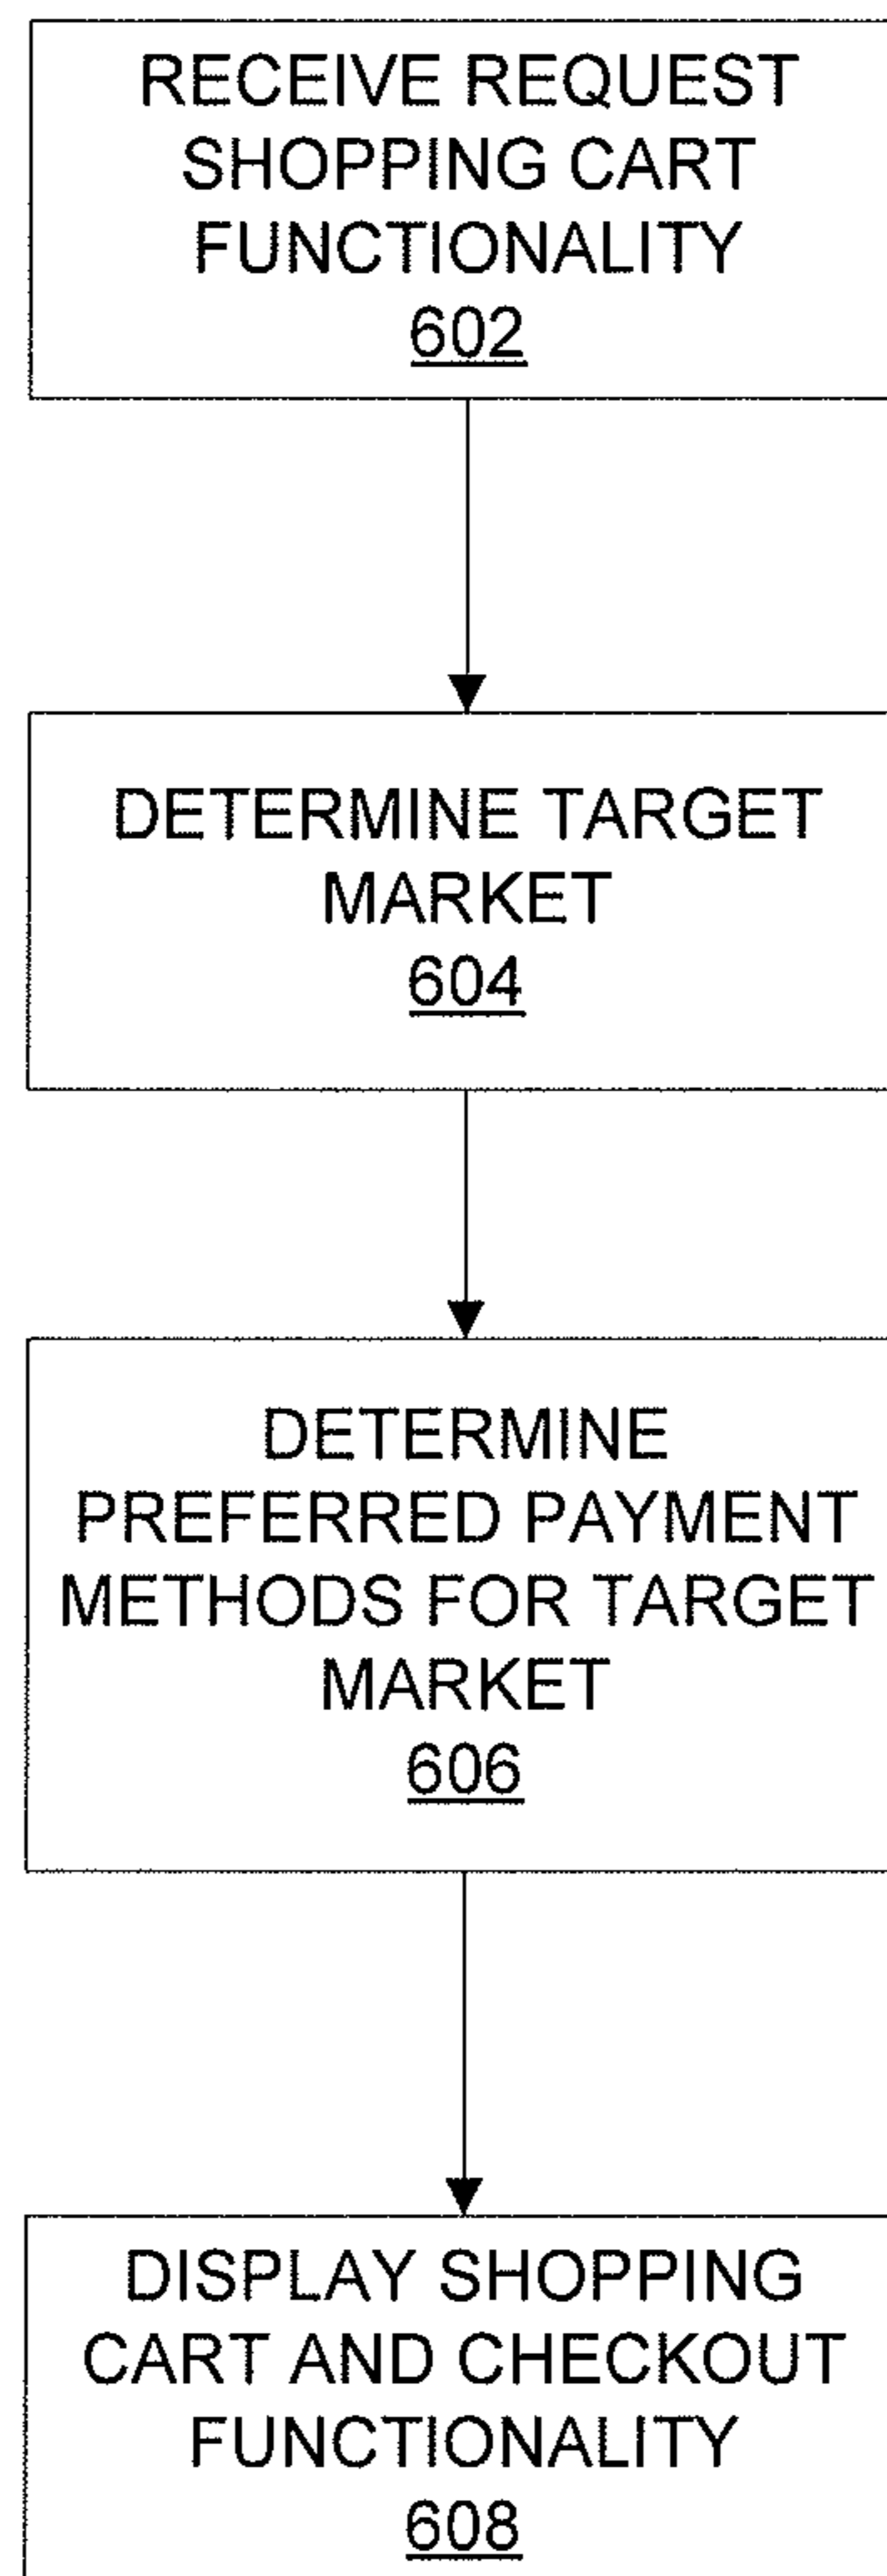 RECEIVE REQUEST
SHOPPING CART
FUNCTIONALITY
602
DETERMINE TARGET
MARKET
604
DETERMINE
PREFERRED PAYMENT
METHODS FOR TARGET
MARKET
606
DISPLAY SHOPPING
CART AND CHECKOUT
FUNCTIONALITY
608